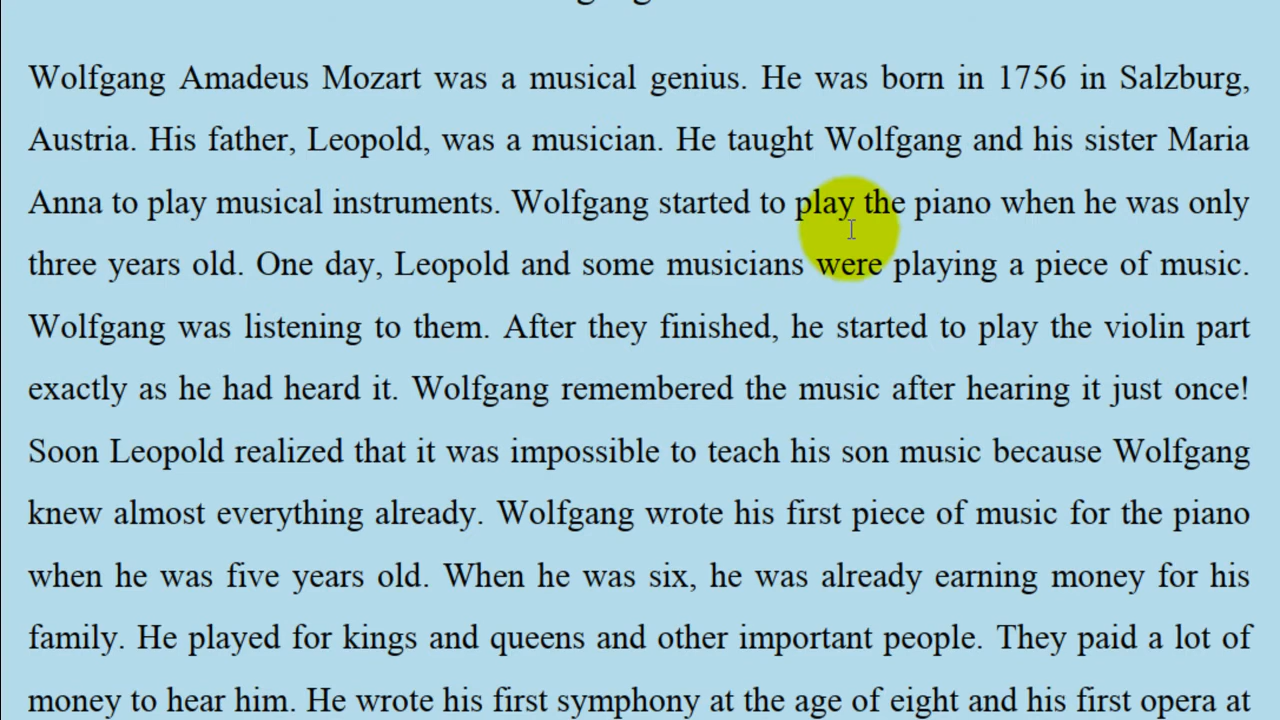 Wolfgang Amadeus Mozart was a musical genius. He was born in 1756 in Salzburg,
Austria. His father, Leopold, was a musician. He taught Wolfgang and his sister Maria
Anna to play musical instruments. Wolfgang started to play the piano when he was only
three years old. One day, Leopold and some musicians were playing a piece of music.
Wolfgang was listening to them. After they finished, he started to play the violin part
exactly as he had heard it. Wolfgang remembered the music after hearing it just once!
Soon Leopold realized that it was impossible to teach his son music because Wolfgang
knew almost everything already. Wolfgang wrote his first piece of music for the piano
when he was five years old. When he was six, he was already earning money for his
family. He played for kings and queens and other important people. They paid a lot of
money to hear him. He wrote his first symphony at the age of eight and his first opera at